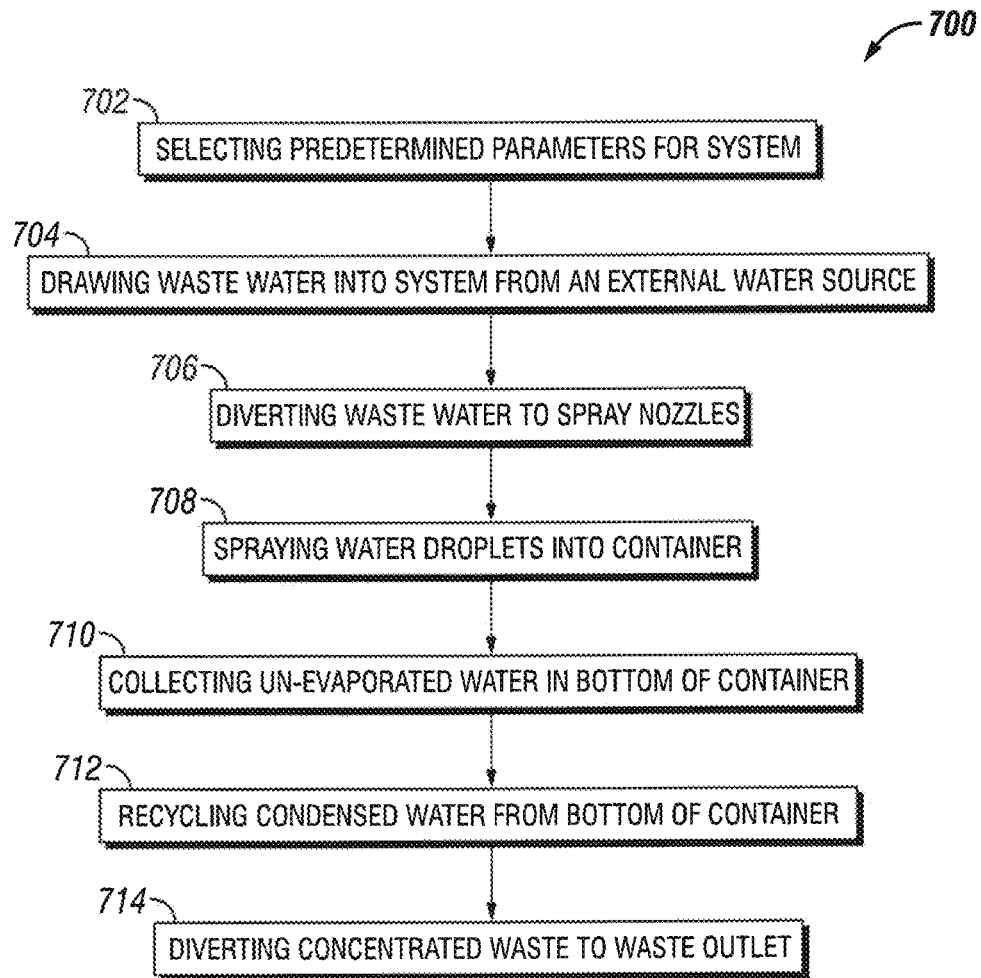 700
702
SELECTING PREDETERMINED PARAMETERS FOR SYSTEM
704
DRAWING WASTE WATER INTO SYSTEM FROM AN EXTERNAL WATER SOURCE
706
DIVERTING WASTE WATER TO SPRAY NOZZLES
708
SPRAYING WATER DROPLETS INTO CONTAINER
710
COLLECTING UN-EVAPORATED WATER IN BOTTOM OF CONTAINER
712
RECYCLING CONDENSED WATER FROM BOTTOM OF CONTAINER
714
DIVERTING CONCENTRATED WASTE TO WASTE OUTLET